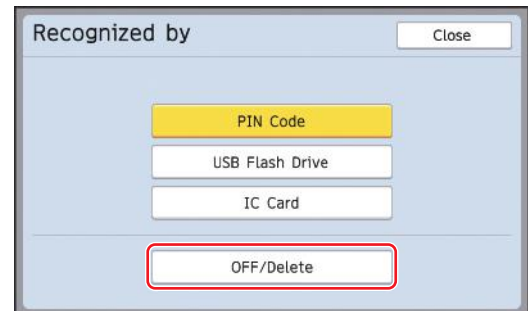 Recognized by
Close
PIN Code
USB Flash Drive
IC Card
OFF/Delete